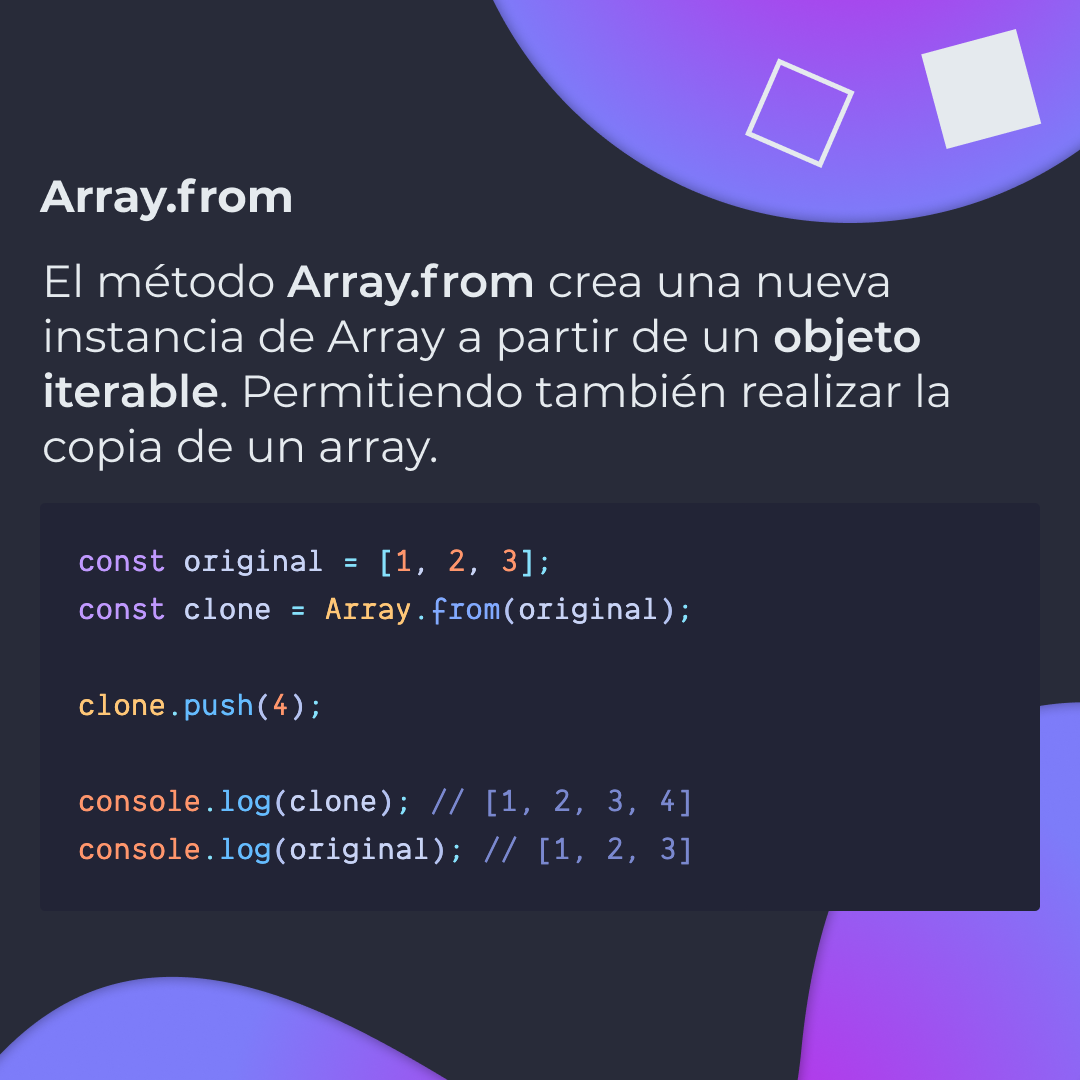 Array.from
El método Array.from crea una nueva
instancia de Array a partir de un objeto
iterable. Permitiendo también realizar la
copia de un array.
const original = [1, 2, 3];
const clone = Array.from(original);
clone.push(4);
console.log(clone); // [1, 2, 3, 4]
console.log(original); // [1, 2, 3]